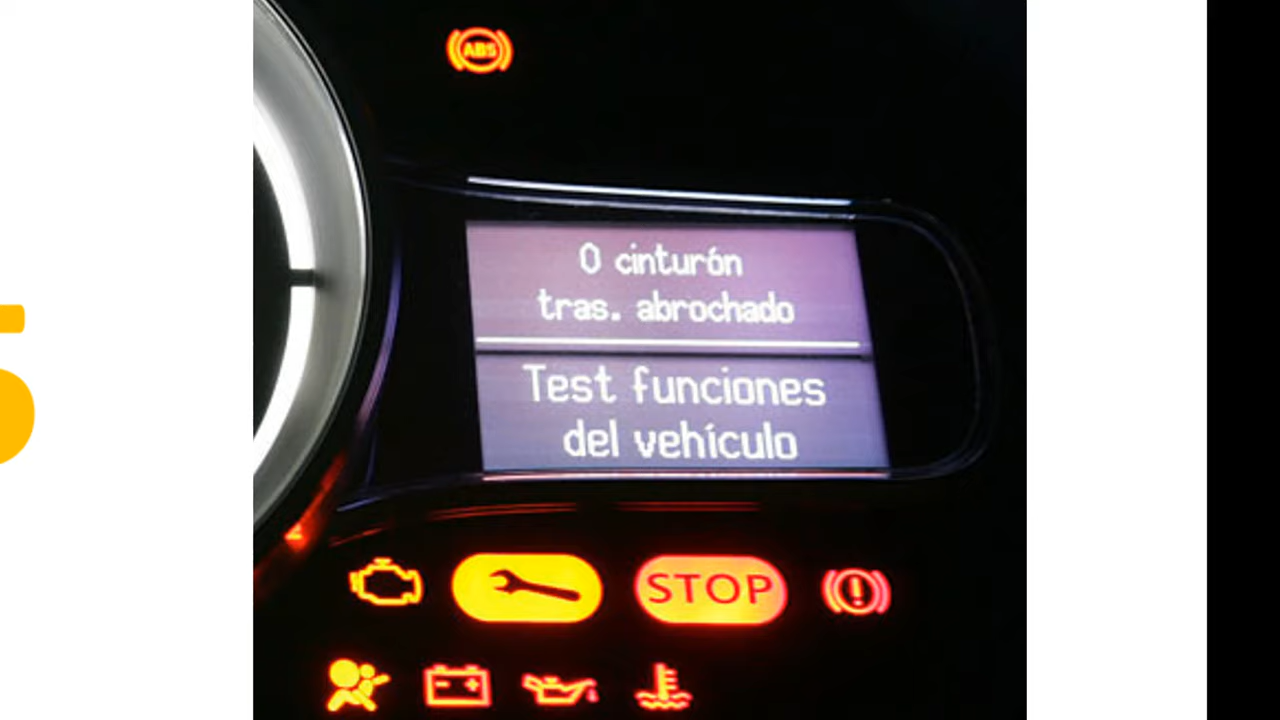 ABS
0 cinturón
tras. abrochado
Test funciones
del vehículo
STOP